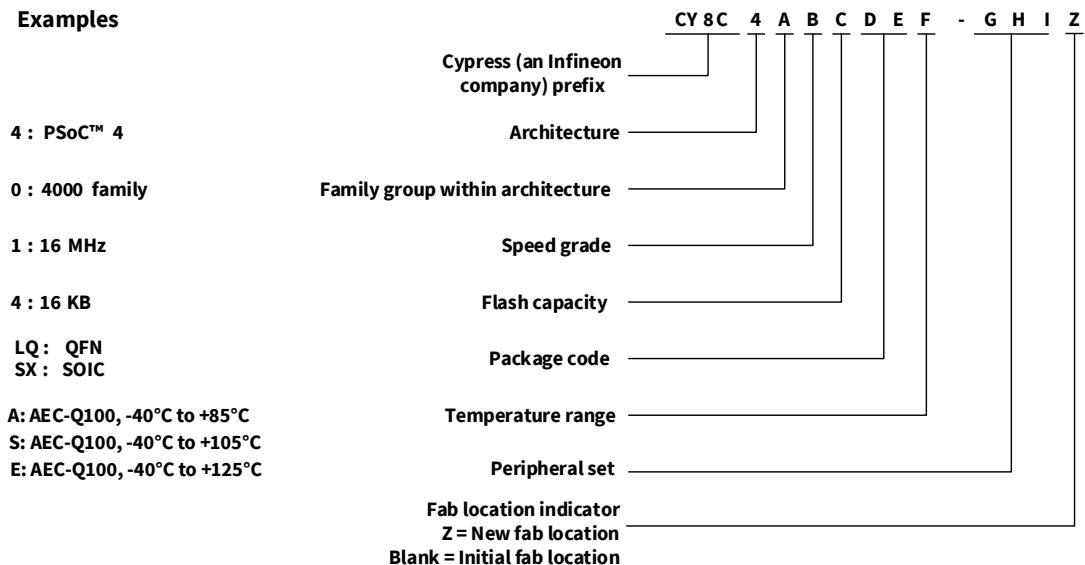 Examples
CY8C 4 A B C D E F - G H I Z
Cypress (an Infineon
company) prefix
4 : PSoC™ 4
Architecture
0 : 4000 family
Family group within architecture
1 : 16 MHz
Speed grade
4 : 16 KB
Flash capacity
LQ : QFN
SX : SOIC
Package code
A: AEC-Q100, -40°C to +85°C
S: AEC-Q100, -40°C to +105°C
E: AEC-Q100, -40°C to +125°C
Temperature range
Peripheral set
Fab location indicator
Z = New fab location
Blank = Initial fab location